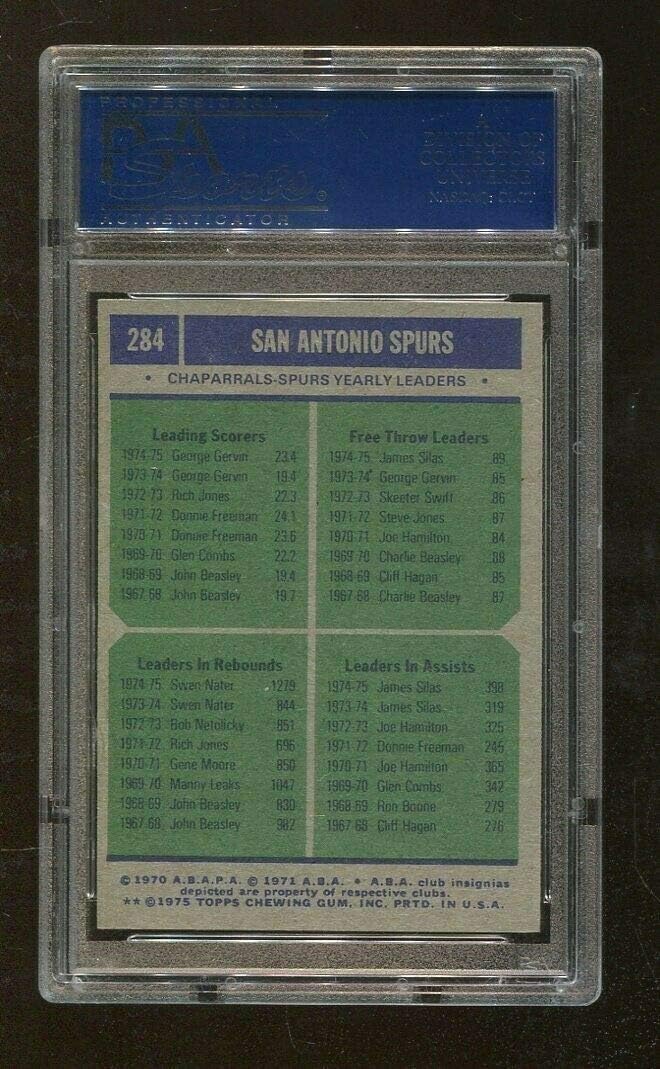 PROFESSIONAL
PSA
Sports®
AUTHENTICATOR
A
DIVISION OF
COLLECTORS
UNIVERSE
NASDAQ: CLCT
284 SAN ANTONIO SPURS
• CHAPARRALS-SPURS YEARLY LEADERS •
Leading Scorers
1974-75 George Gervin 23.4
1973-74 George Gervin 19.4
1972-73 Rich Jones 22.3
1971-72 Donnie Freeman 24.1
1970-71 Donnie Freeman 23.6
1969-70 Glen Combs 22.2
1968-69 John Beasley 19.4
1967-68 John Beasley 19.7
Free Throw Leaders
1974-75 James Silas .89
1973-74 George Gervin .85
1972-73 Skeeter Swift .86
1971-72 Steve Jones .87
1970-71 Joe Hamilton .84
1969-70 Charlie Beasley .88
1968-69 Cliff Hagan .85
1967-68 Charlie Beasley .87
Leaders In Rebounds
1974-75 Swen Nater 1279
1973-74 Swen Nater 844
1972-73 Bob Netolicky 851
1971-72 Rich Jones 696
1970-71 Gene Moore 850
1969-70 Manny Leaks 1047
1968-69 John Beasley 830
1967-68 John Beasley 982
Leaders In Assists
1974-75 James Silas 398
1973-74 James Silas 319
1972-73 Joe Hamilton 325
1971-72 Donnie Freeman 245
1970-71 Joe Hamilton 365
1969-70 Glen Combs 342
1968-69 Ron Boone 279
1967-68 Cliff Hagan 276
© 1970 A.B.A.P.A. © 1971 A.B.A. • A.B.A. club insignias
depicted are property of respective clubs.
** ©1975 TOPPS CHEWING GUM, INC. PRTD. IN U.S.A.